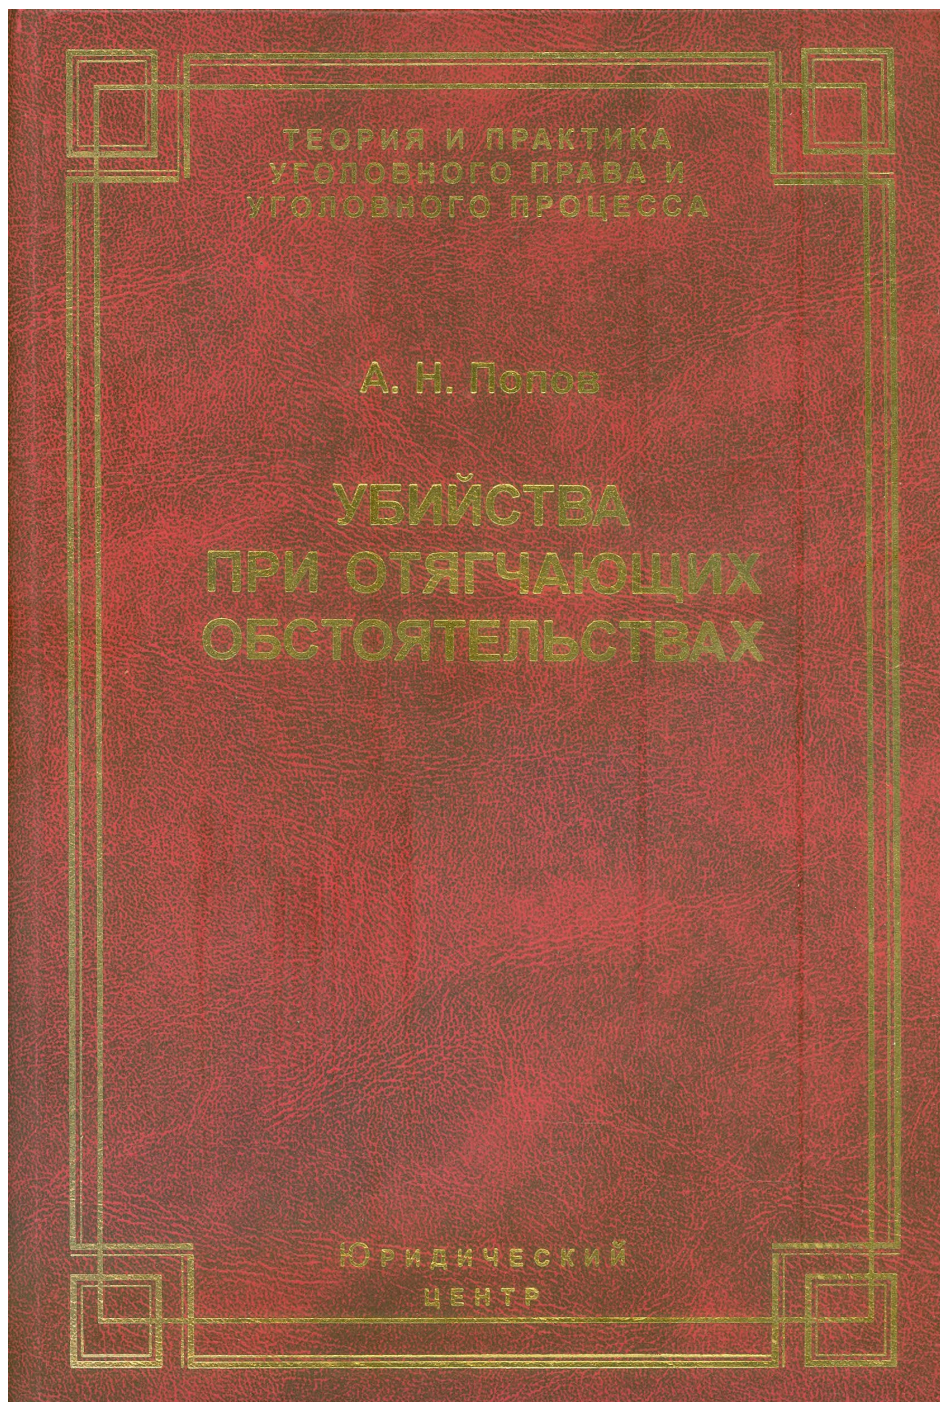 ТЕОРИЯ И ПРАКТИКА
УГОЛОВНОГО ПРАВА И
УГОЛОВНОГО ПРОЦЕССА
А. Н. Попов
УБИЙСТВА
ПРИ ОТЯГЧАЮЩИХ
ОБСТОЯТЕЛЬСТВАХ
ЮРИДИЧЕСКИЙ
ЦЕНТР